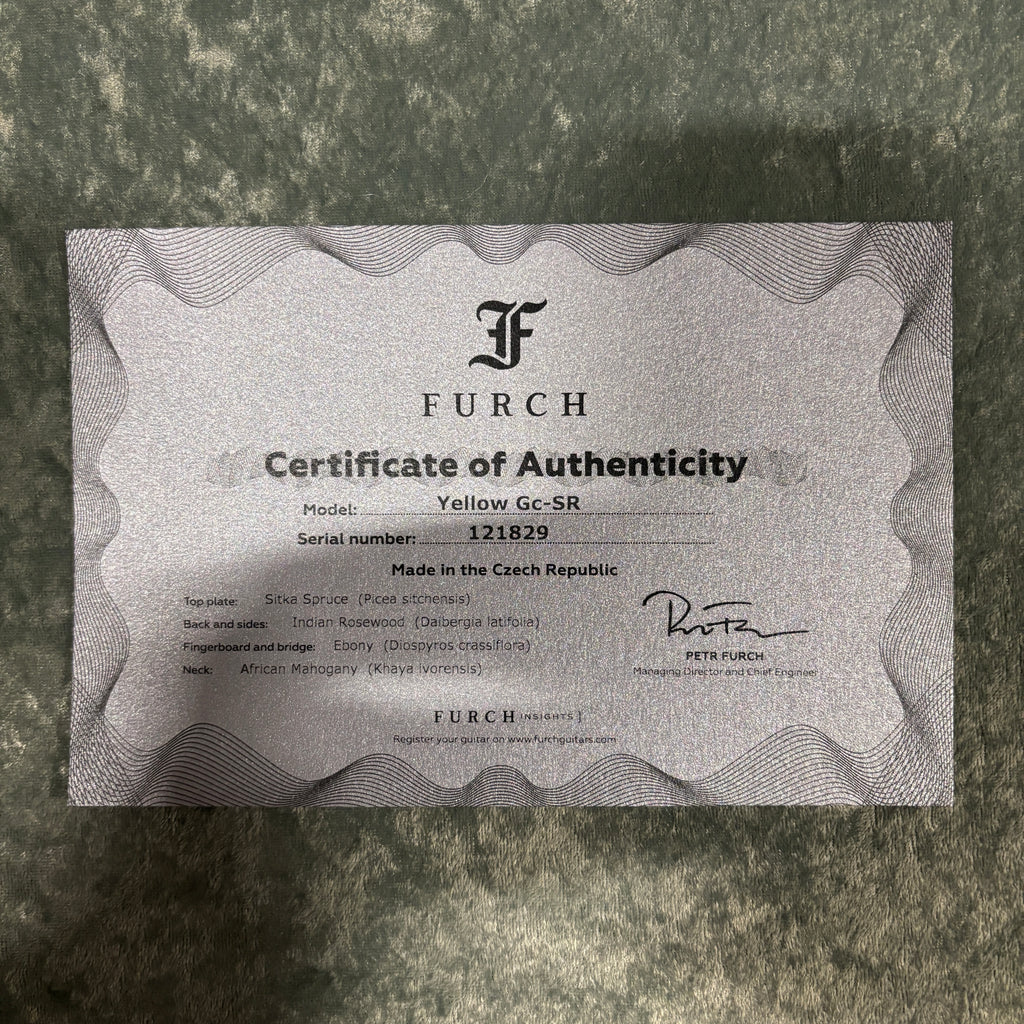 F
FURCH
Certificate of Authenticity
Model: Yellow Gc-SR
Serial number: 121829
Made in the Czech Republic
Top plate: Sitka Spruce (Picea sitchensis)
Back and sides: Indian Rosewood (Dalbergia latifolia)
Fingerboard and bridge: Ebony (Diospyros crassiflora)
Neck: African Mahogany (Khaya ivorensis)
PETR FURCH
Managing Director and Chief Engineer
FURCH INSIGHTS
Register your guitar on www.furchguitars.com